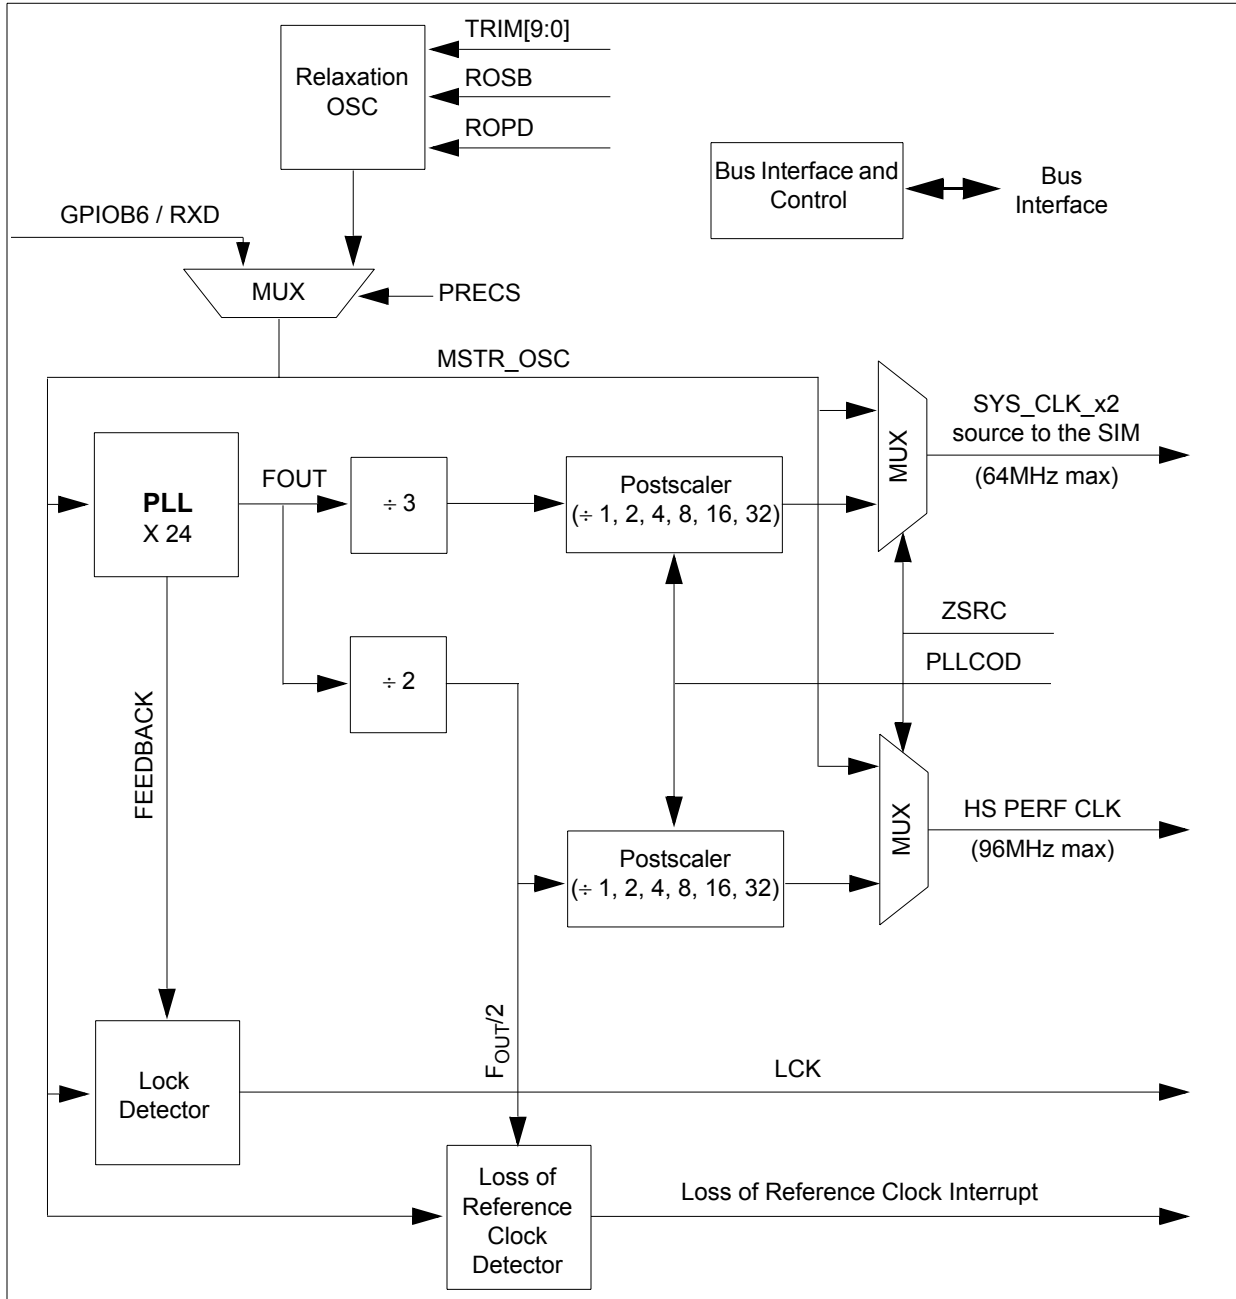 TRIM[9:0]
Relaxation
OSC
ROSB
ROPD
Bus Interface and
Control
Bus
Interface
GPIOB6 / RXD
MUX
PRECS
MSTR_OSC
SYS_CLK_x2
source to the SIM
(64MHz max)
MUX
PLL
X 24
FOUT
÷ 3
Postscaler
(÷ 1, 2, 4, 8, 16, 32)
ZSRC
PLLCOD
÷ 2
FEEDBACK
MUX
HS PERF CLK
(96MHz max)
Postscaler
(÷ 1, 2, 4, 8, 16, 32)
FOUT/2
Lock
Detector
LCK
Loss of
Reference
Clock
Detector
Loss of Reference Clock Interrupt